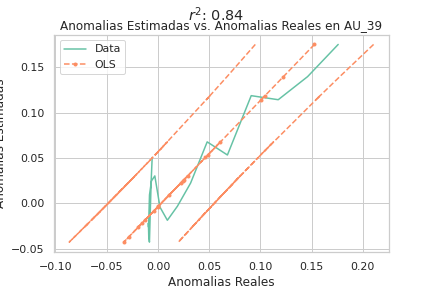 r²: 0.84
Anomalias Estimadas vs. Anomalias Reales en AU_39
Data
OLS
0.15
0.10
0.05
0.00
−0.05
−0.10 −0.05 0.00 0.05 0.10 0.15 0.20
Anomalias Reales